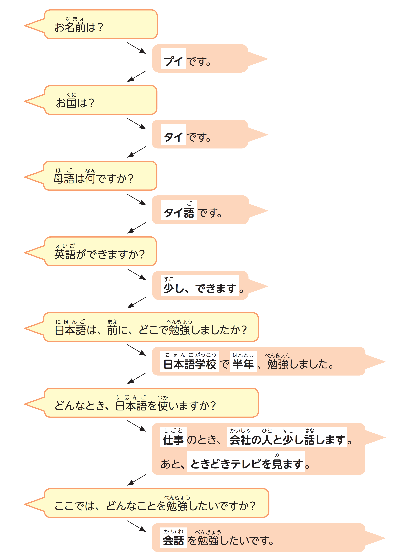 お名前は？
プイです。
お国は？
タイです。
母語は何ですか？
タイ語です。
英語ができますか？
少し、できます。
日本語は、前に、どこで勉強しましたか？
日本語学校で半年、勉強しました。
どんなとき、日本語を使いますか？
仕事のとき、会社の人と少し話します。
あと、ときどきテレビを見ます。
ここでは、どんなことを勉強したいですか？
会話を勉強したいです。